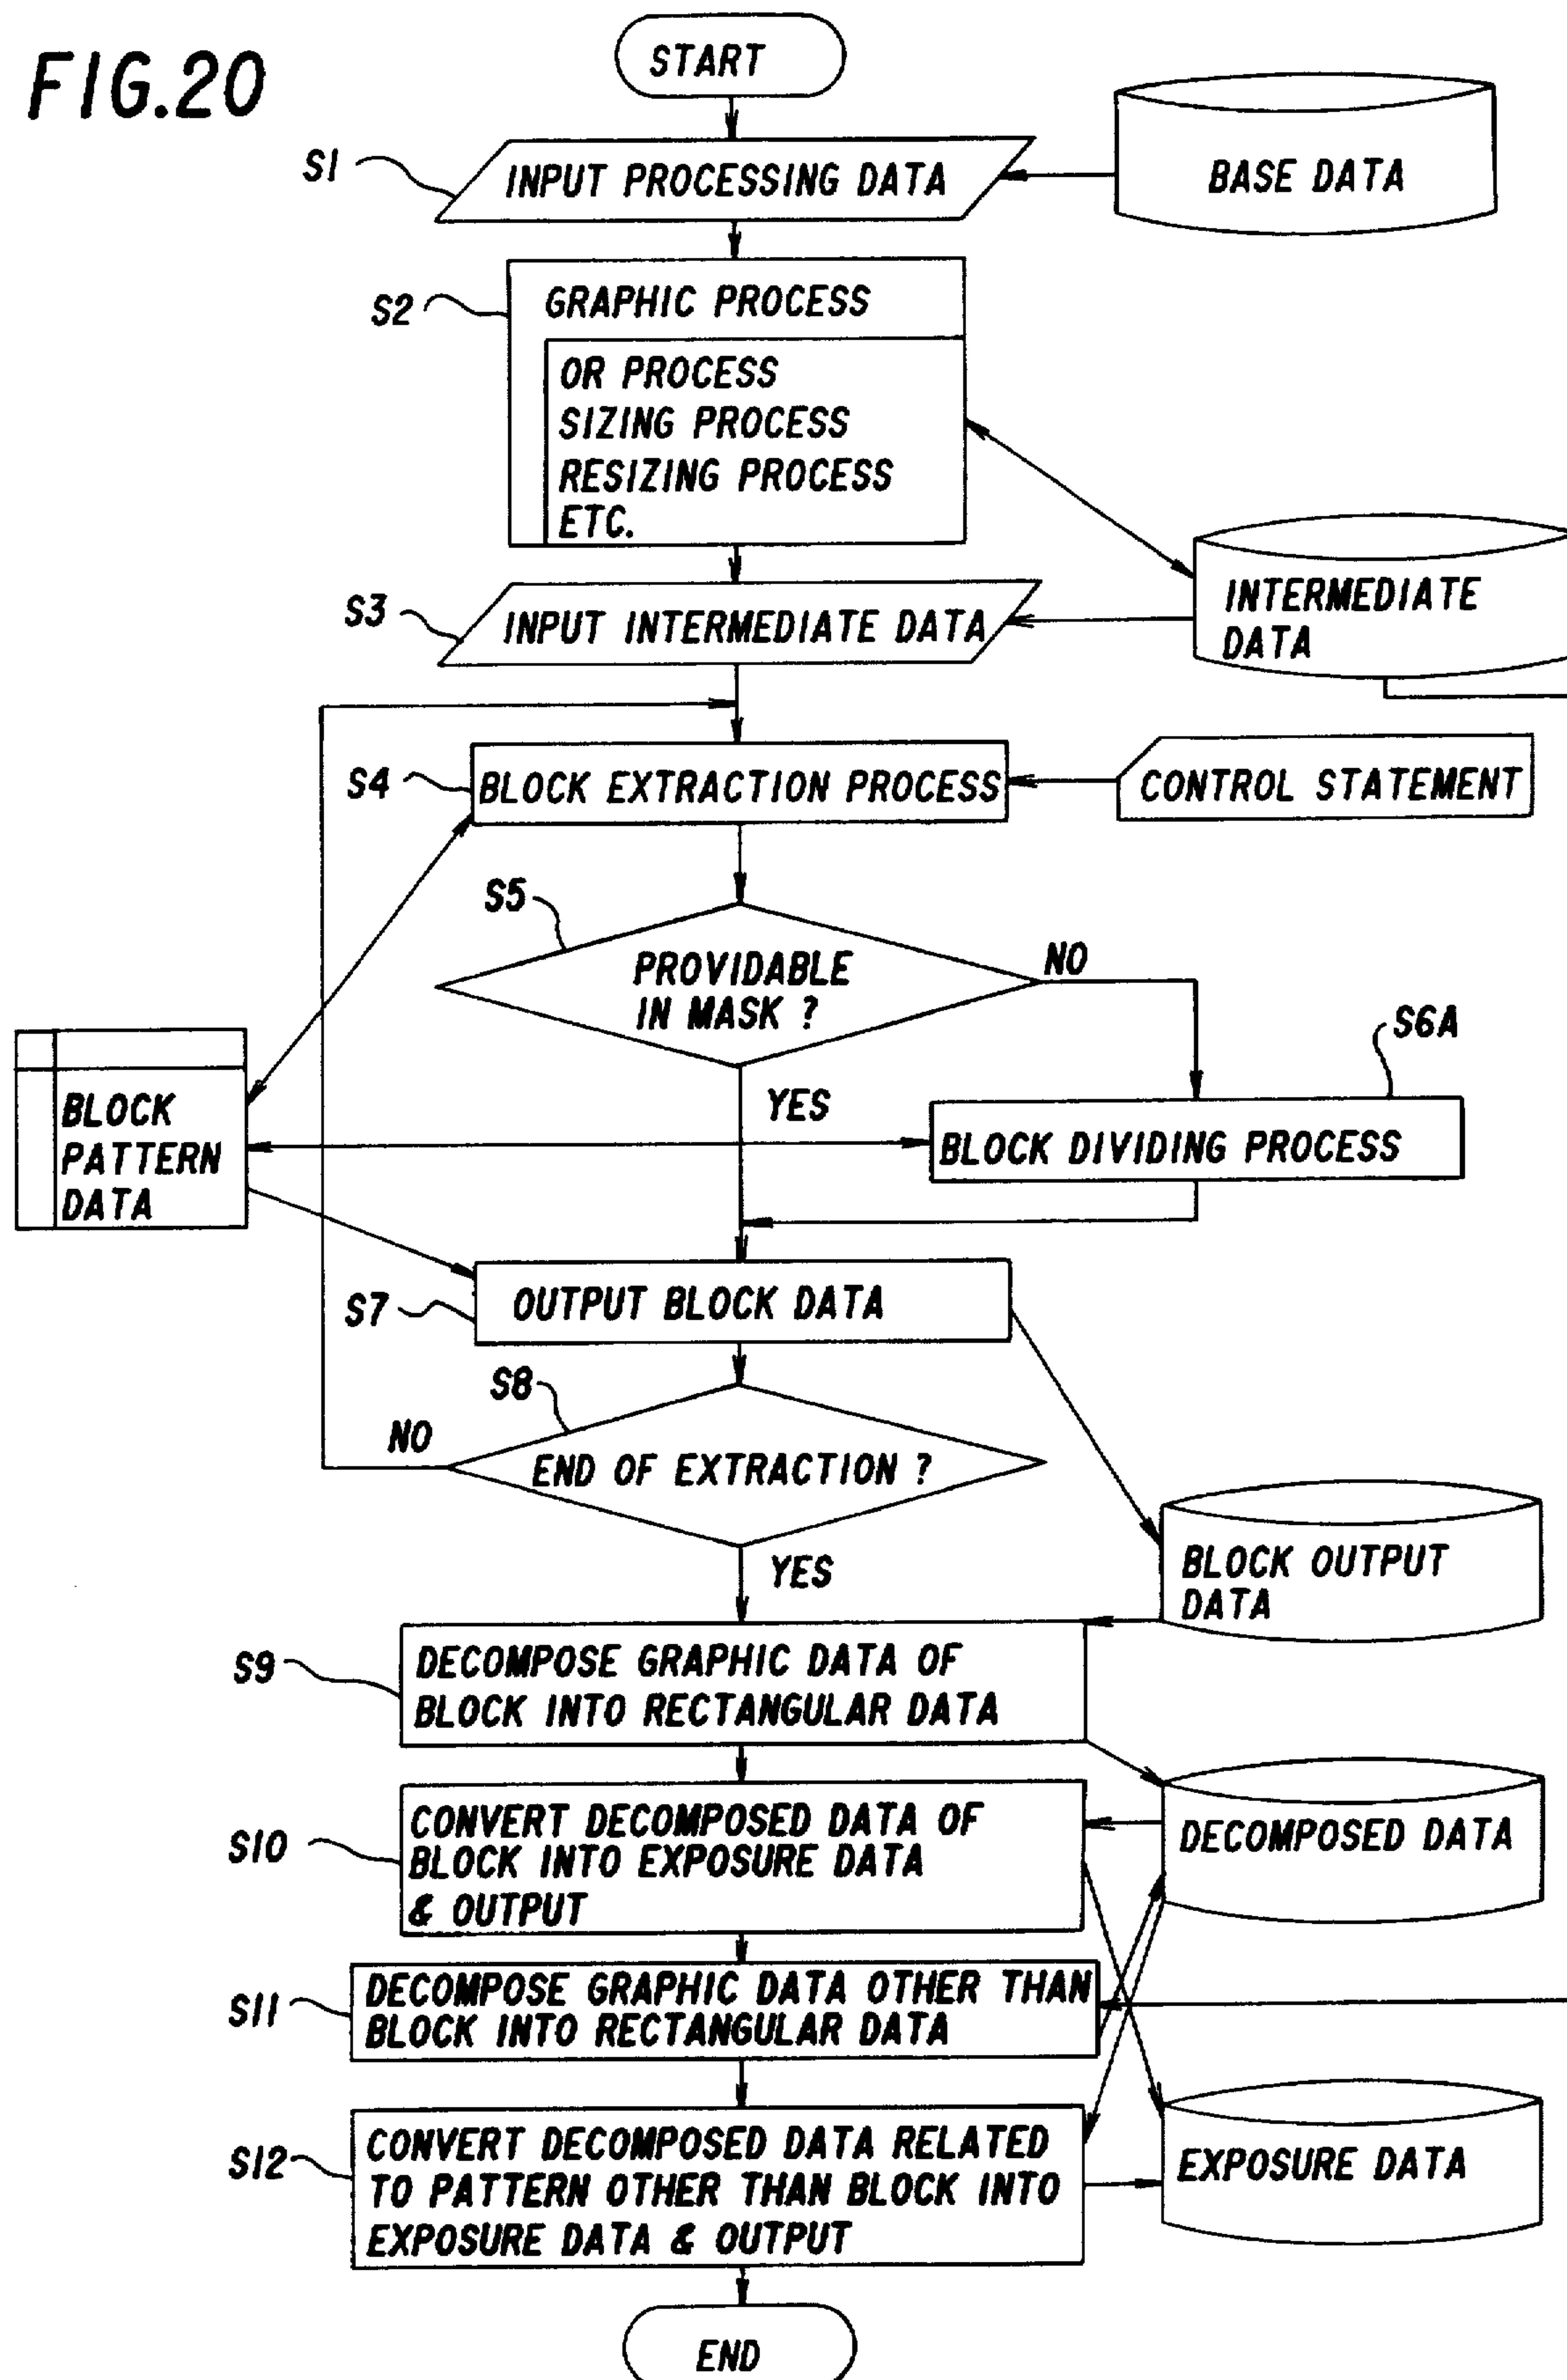 FIG.20
START
S1
INPUT PROCESSING DATA
BASE DATA
S2
GRAPHIC PROCESS
OR PROCESS
SIZING PROCESS
RESIZING PROCESS
ETC.
INTERMEDIATE
DATA
S3
INPUT INTERMEDIATE DATA
S4
BLOCK EXTRACTION PROCESS
CONTROL STATEMENT
S5
PROVIDABLE
IN MASK ?
NO
YES
S6A
BLOCK DIVIDING PROCESS
BLOCK
PATTERN
DATA
S7
OUTPUT BLOCK DATA
S8
END OF EXTRACTION ?
NO
YES
BLOCK OUTPUT
DATA
S9
DECOMPOSE GRAPHIC DATA OF
BLOCK INTO RECTANGULAR DATA
S10
CONVERT DECOMPOSED DATA OF
BLOCK INTO EXPOSURE DATA
& OUTPUT
DECOMPOSED DATA
S11
DECOMPOSE GRAPHIC DATA OTHER THAN
BLOCK INTO RECTANGULAR DATA
S12
CONVERT DECOMPOSED DATA RELATED
TO PATTERN OTHER THAN BLOCK INTO
EXPOSURE DATA & OUTPUT
EXPOSURE DATA
END